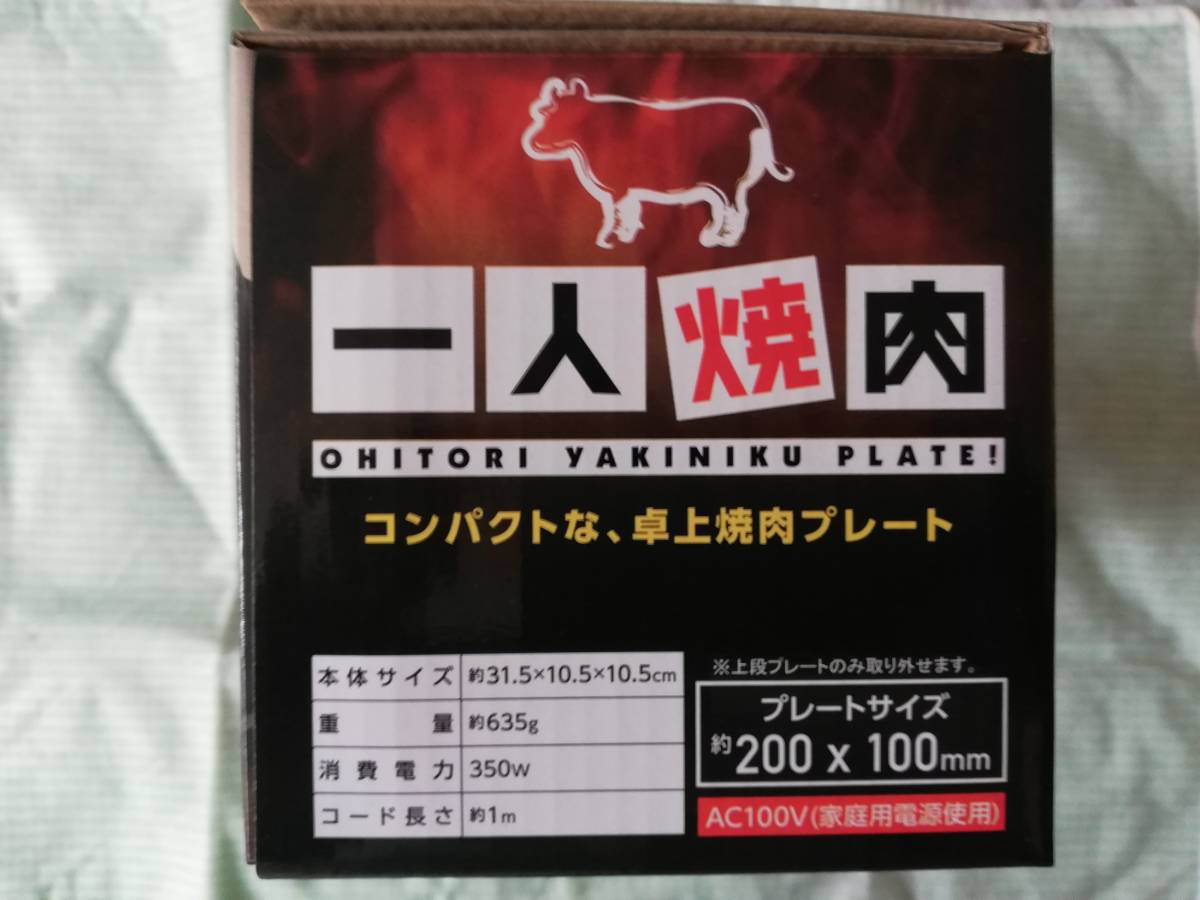 一人焼肉
OHITORI YAKINIKU PLATE!
コンパクトな、卓上焼肉プレート
本体サイズ 約31.5×10.5×10.5cm
重量 約635g
消費電力 350W
コード長さ 約1m
※上段プレートのみ取り外せます。
プレートサイズ
約200 x 100mm
AC100V(家庭用電源使用)